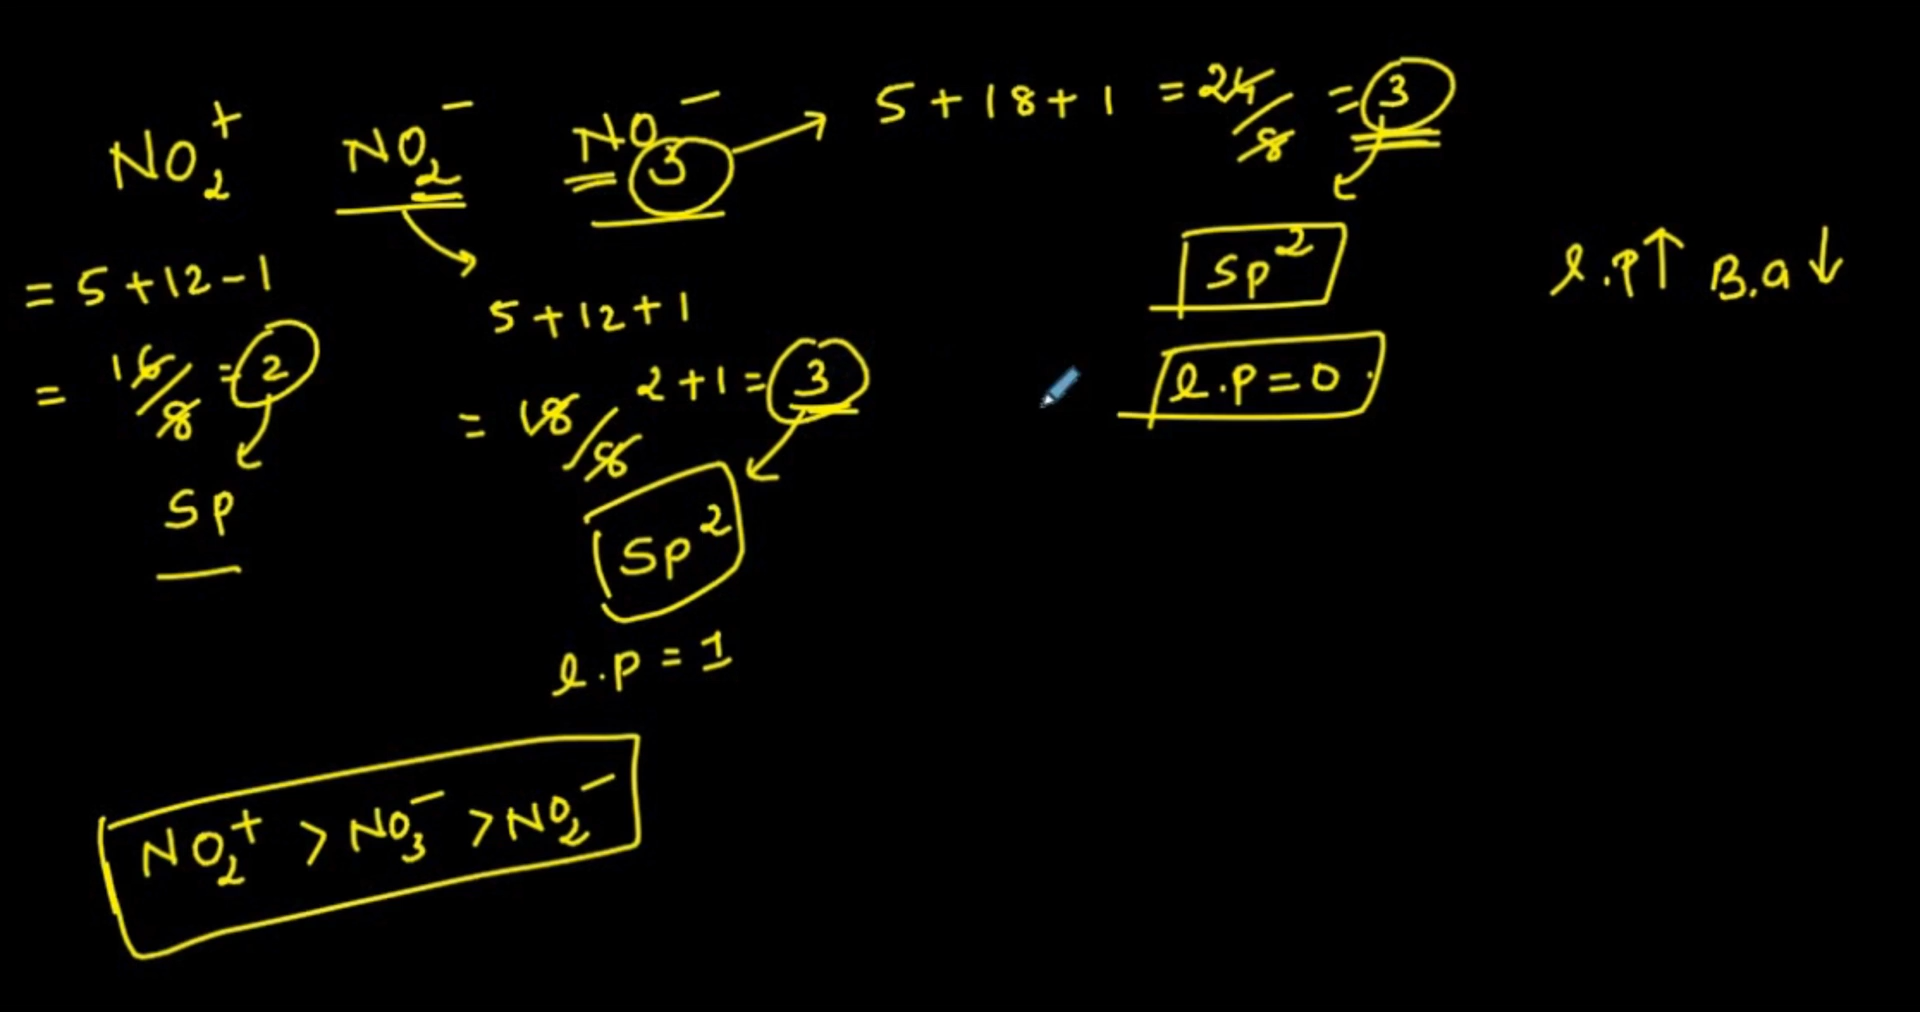 NO₂⁺ NO₂⁻ NO₃⁻ → 5 + 18 + 1 = 24/8 = 3
sp²
l.p = 0
l.p↑ B.a↓
= 5 + 12 - 1
= 16/8 = 2
sp
5 + 12 + 1
= 18/8 2 + 1 = 3
sp²
l.p = 1
NO₂⁺ > NO₃⁻ > NO₂⁻